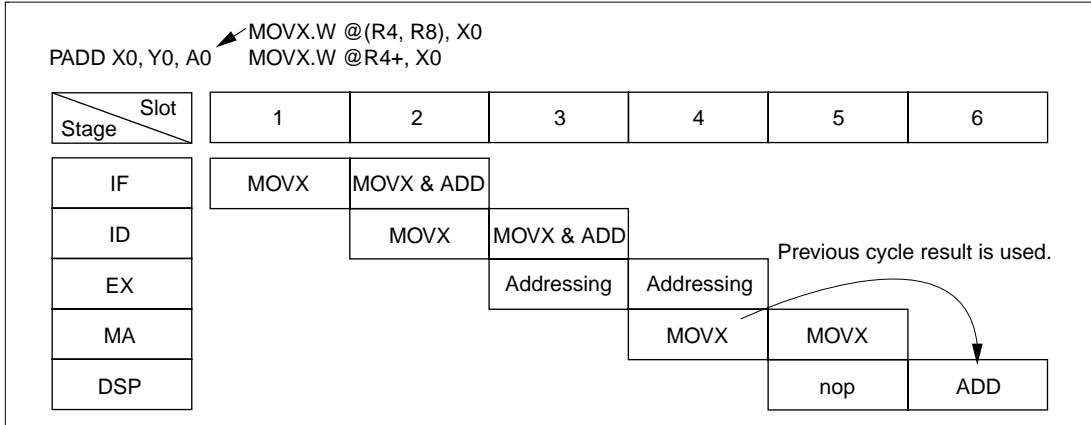 MOVX.W @(R4, R8), X0
PADD X0, Y0, A0 MOVX.W @R4+, X0
Slot
Stage
1 2 3 4 5 6
IF MOVX MOVX & ADD
ID MOVX MOVX & ADD
Previous cycle result is used.
EX Addressing Addressing
MA MOVX MOVX
DSP nop ADD